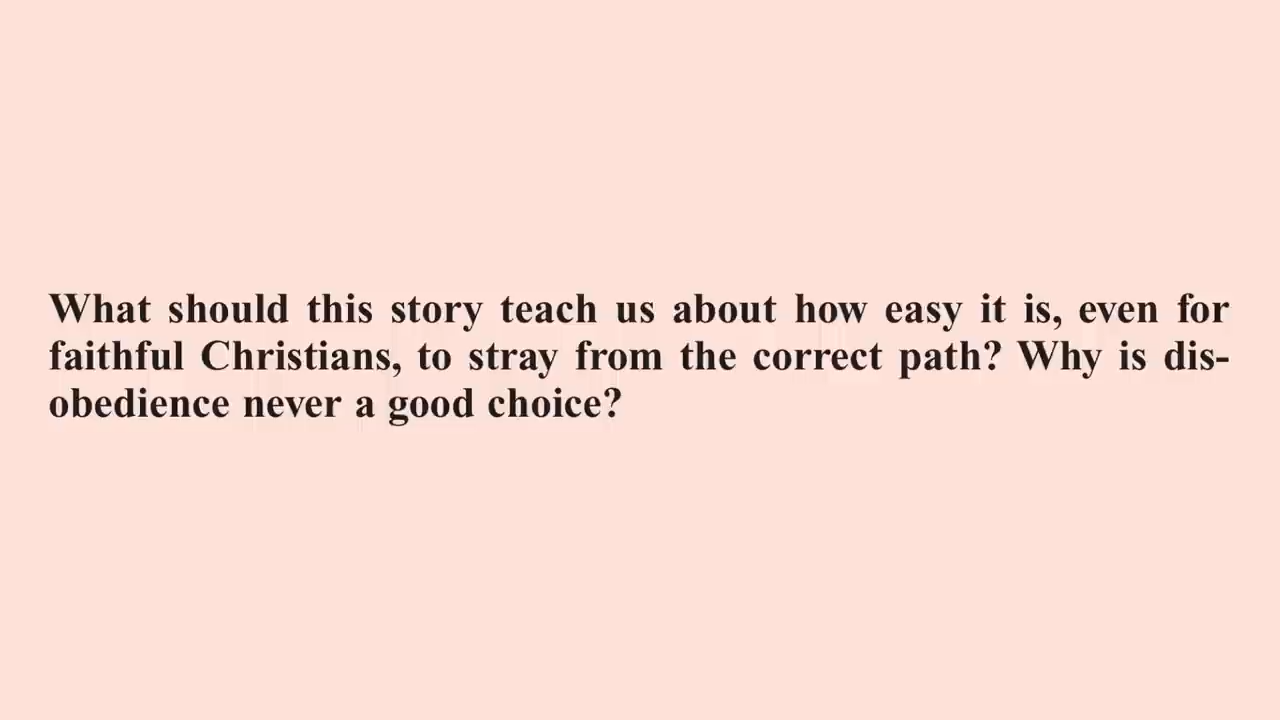 What should this story teach us about how easy it is, even for
faithful Christians, to stray from the correct path? Why is dis-
obedience never a good choice?